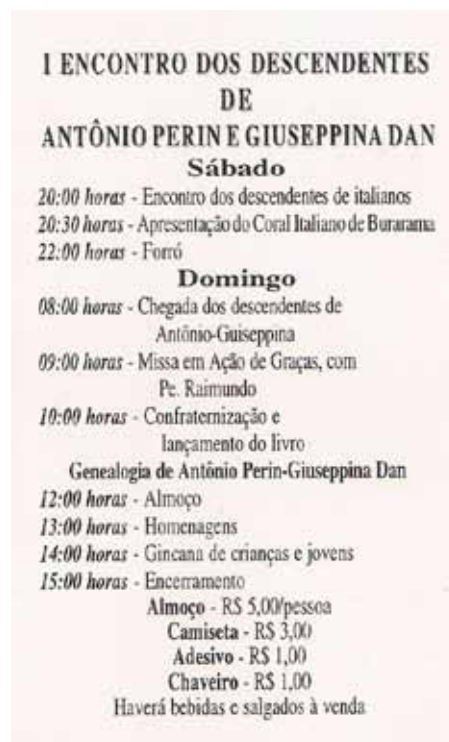 I ENCONTRO DOS DESCENDENTES
DE
ANTÔNIO PERIN E GIUSEPPINA DAN
Sábado
20:00 horas - Encontro dos descendentes de italianos
20:30 horas - Apresentação do Coral Italiano de Burarama
22:00 horas - Forró
Domingo
08:00 horas - Chegada dos descendentes de
Antônio-Guiseppina
09:00 horas - Missa em Ação de Graças, com
Pe. Raimundo
10:00 horas - Confraternização e
lançamento do livro
Genealogia de Antônio Perin-Giuseppina Dan
12:00 horas - Almoço
13:00 horas - Homenagens
14:00 horas - Gincana de crianças e jovens
15:00 horas - Encerramento
Almoço - R$ 5,00/pessoa
Camiseta - R$ 3,00
Adesivo - R$ 1,00
Chaveiro - R$ 1,00
Haverá bebidas e salgados à venda